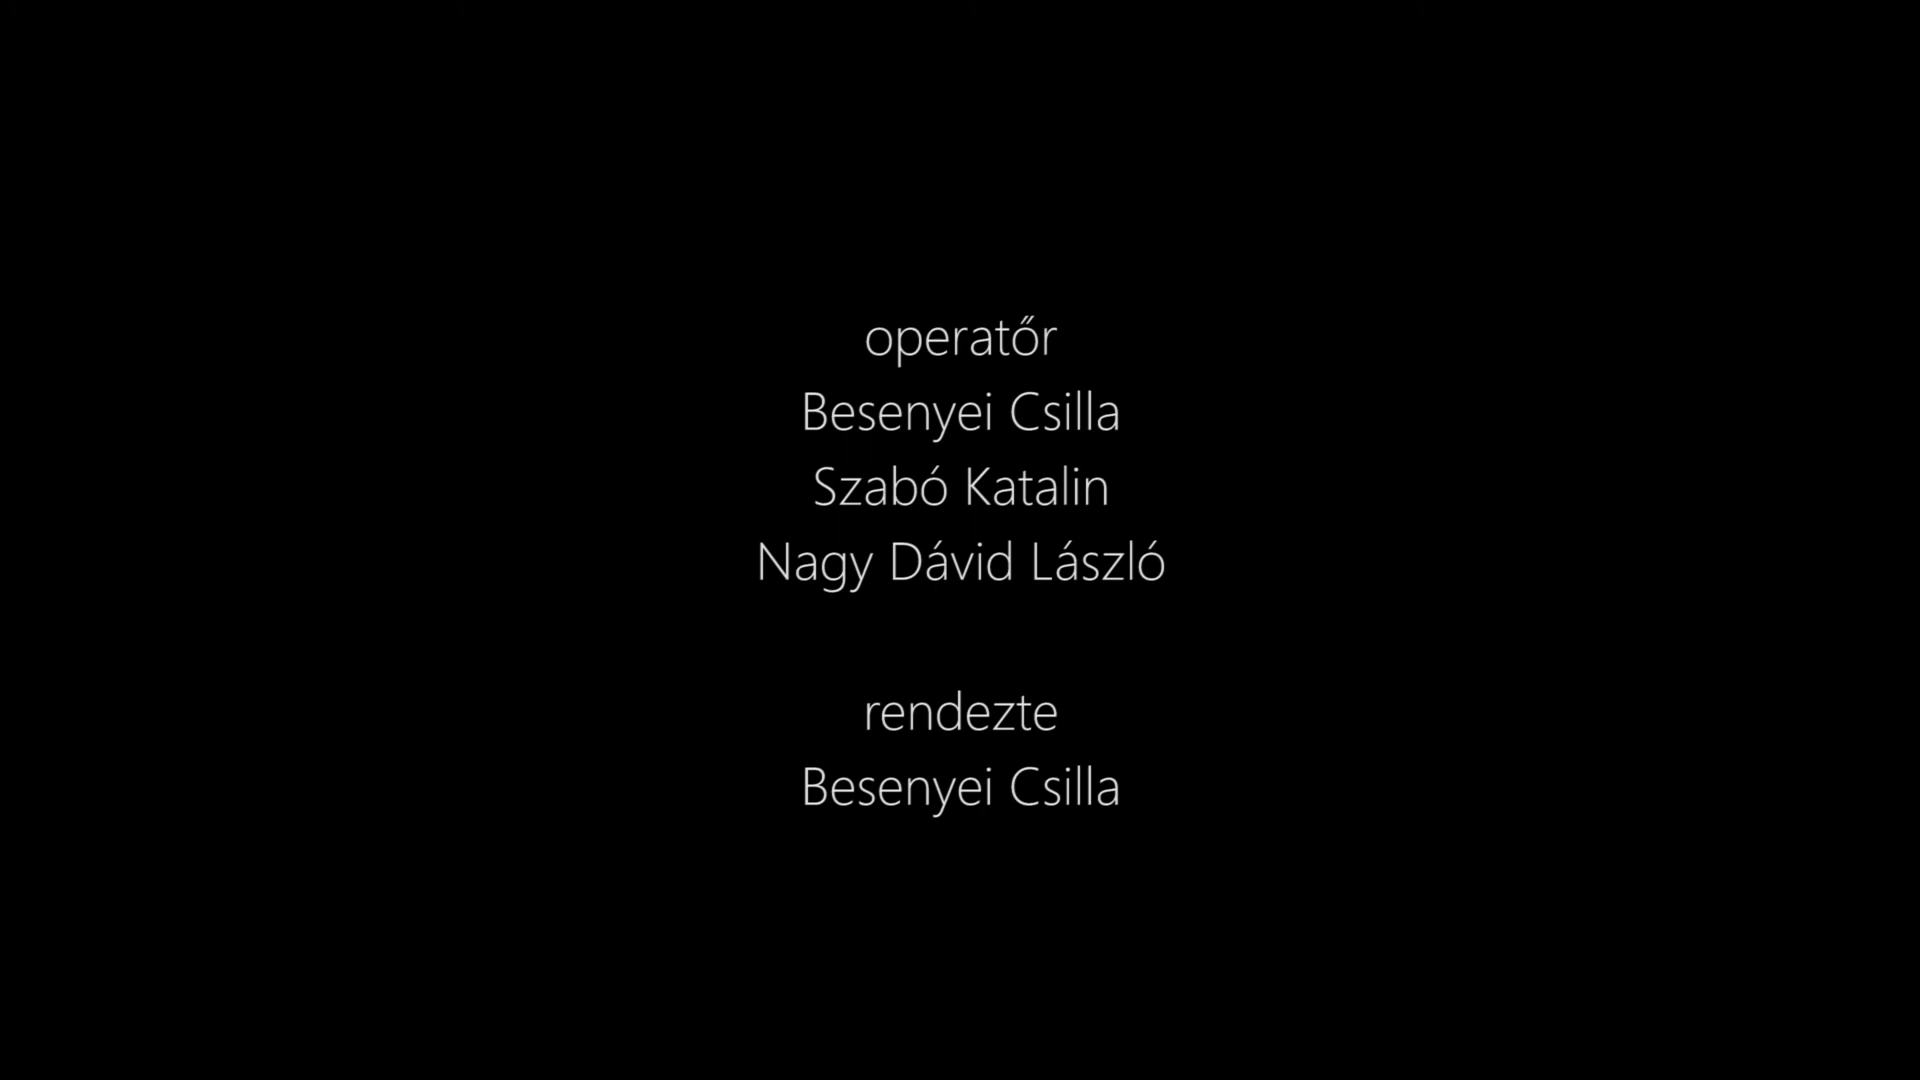 operatőr
Besenyei Csilla
Szabó Katalin
Nagy Dávid László
rendezte
Besenyei Csilla